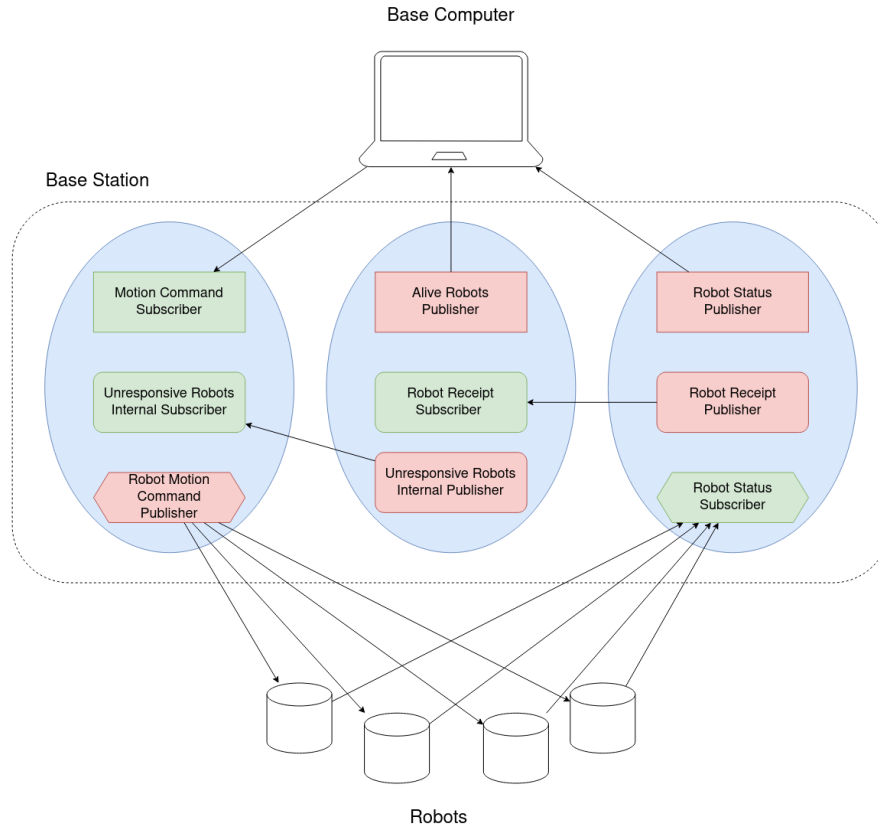 Base Computer
Base Station
Motion Command
Subscriber
Alive Robots
Publisher
Robot Status
Publisher
Unresponsive Robots
Internal Subscriber
Robot Receipt
Subscriber
Robot Receipt
Publisher
Robot Motion
Command
Publisher
Unresponsive Robots
Internal Publisher
Robot Status
Subscriber
Robots